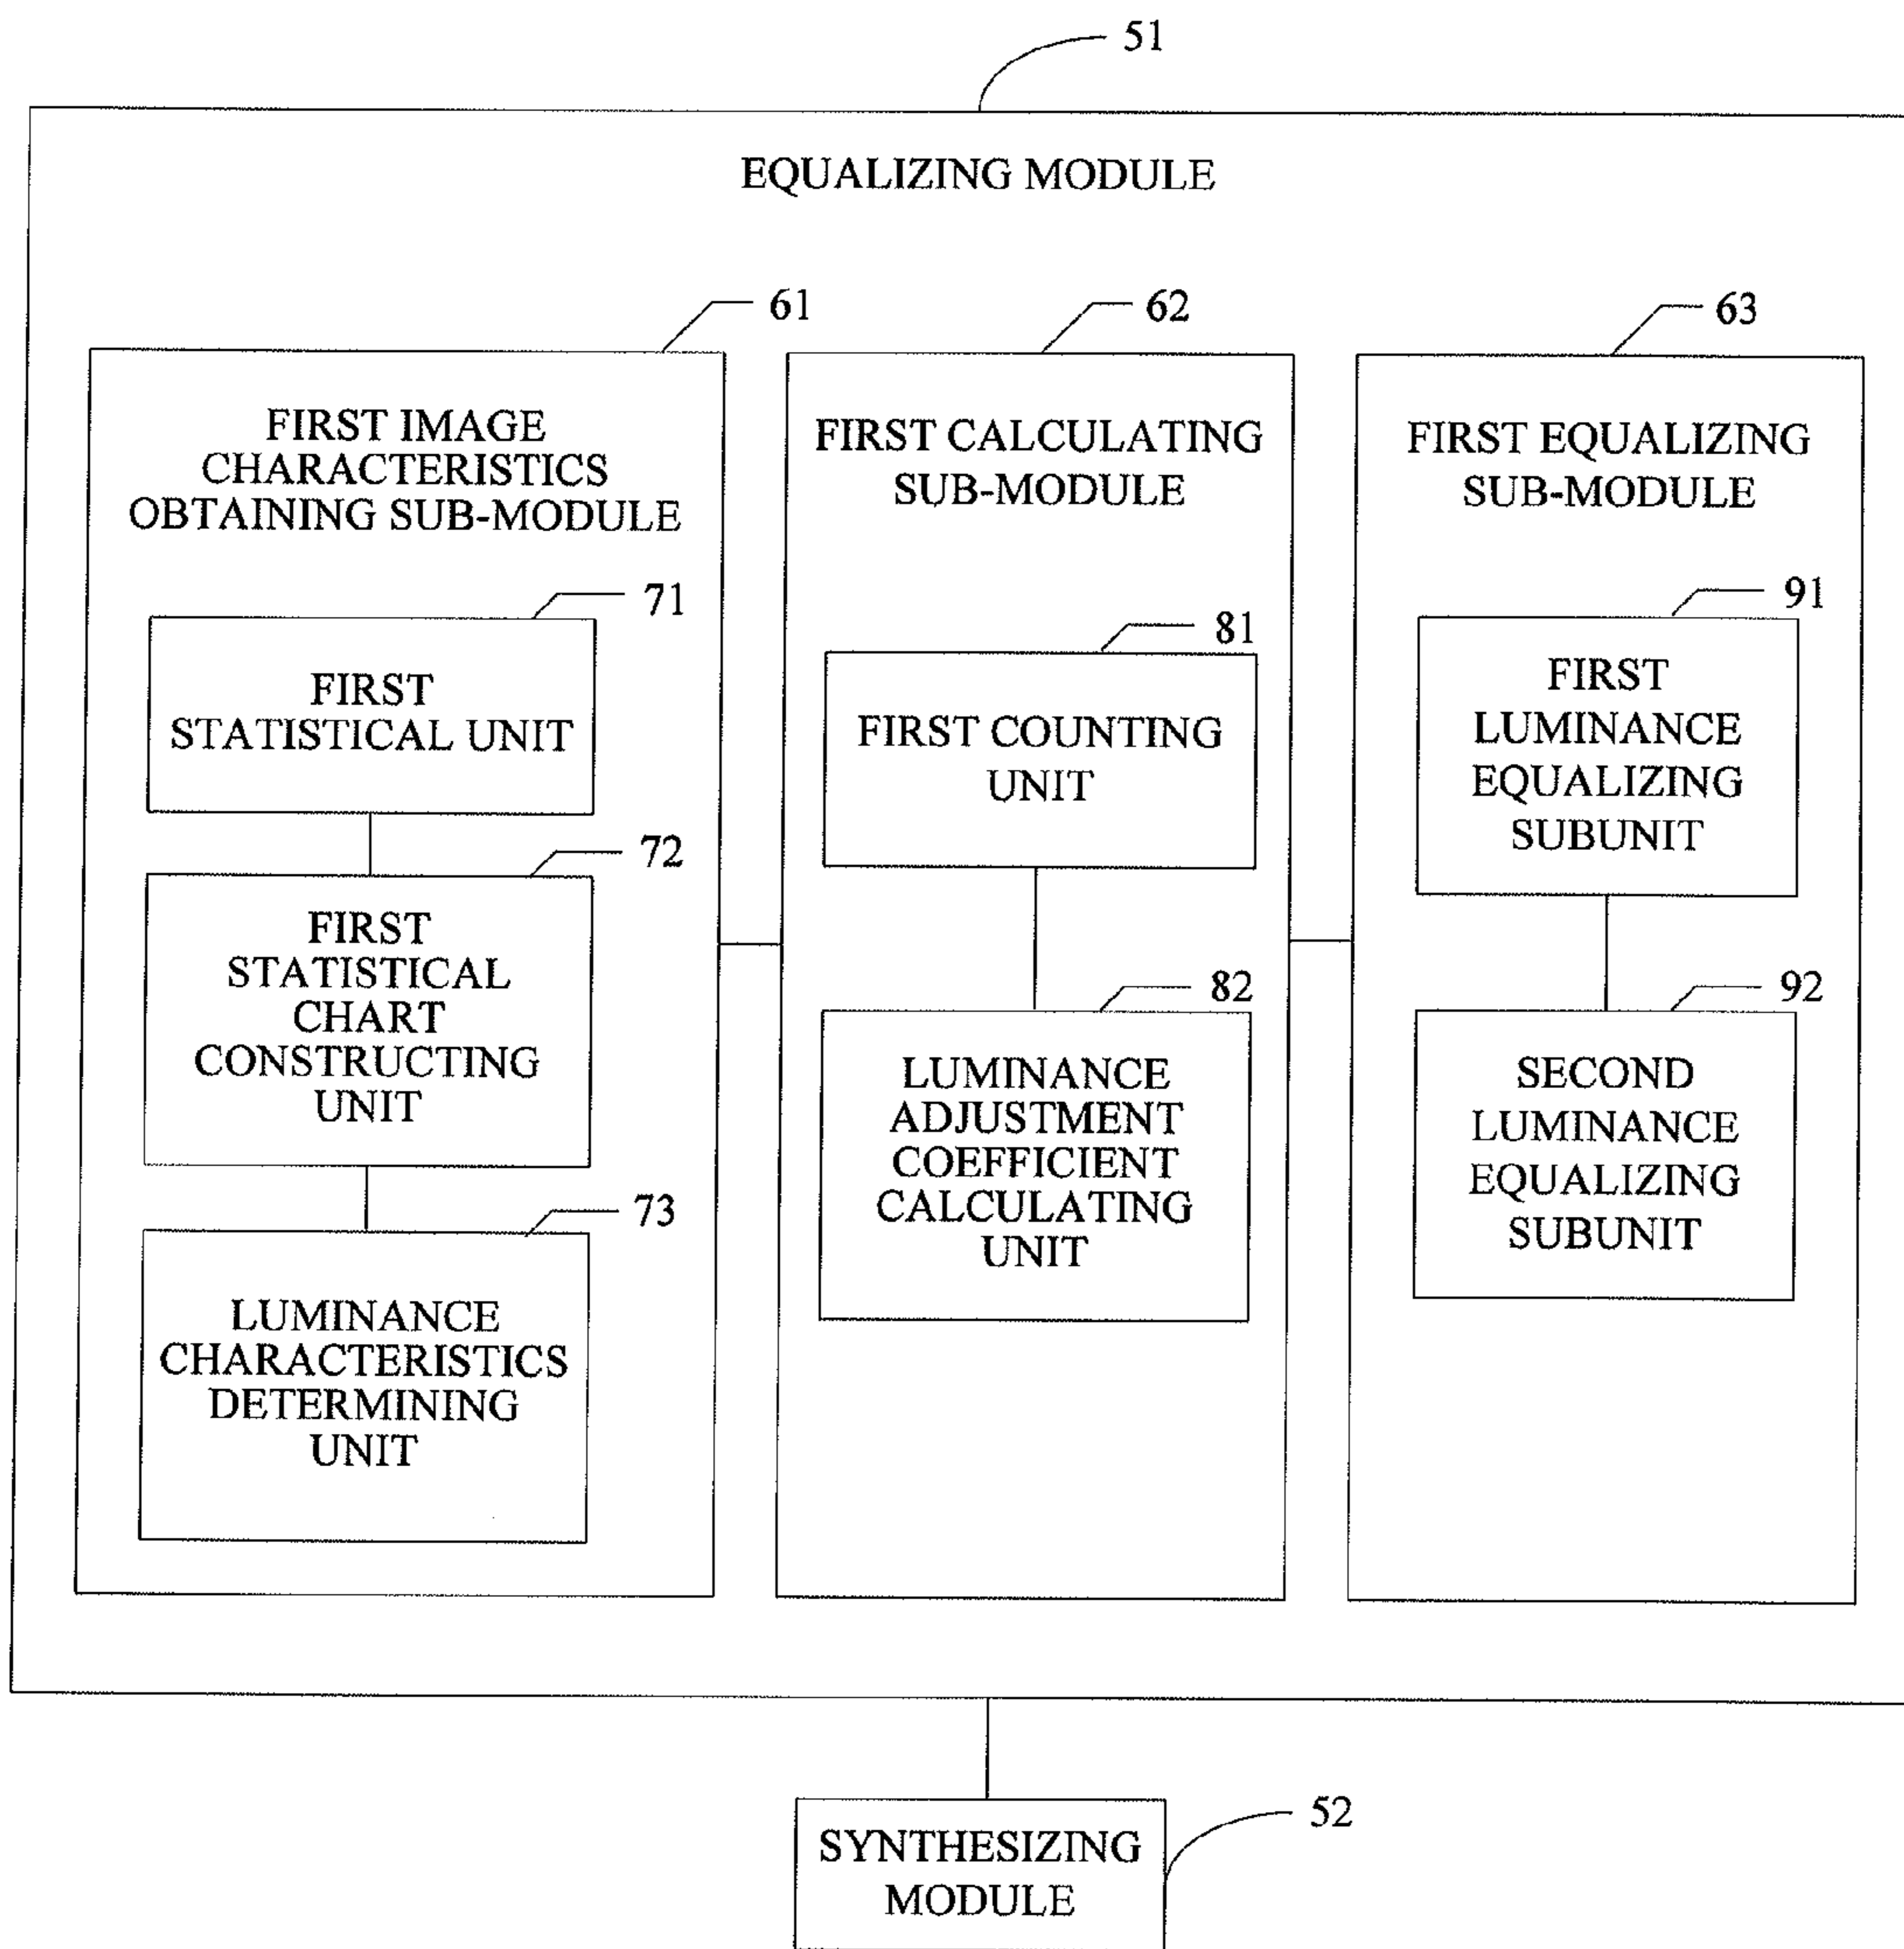 51
EQUALIZING MODULE
61
FIRST IMAGE
CHARACTERISTICS
OBTAINING SUB-MODULE
71
FIRST
STATISTICAL UNIT
72
FIRST
STATISTICAL
CHART
CONSTRUCTING
UNIT
73
LUMINANCE
CHARACTERISTICS
DETERMINING
UNIT
62
FIRST CALCULATING
SUB-MODULE
81
FIRST COUNTING
UNIT
82
LUMINANCE
ADJUSTMENT
COEFFICIENT
CALCULATING
UNIT
63
FIRST EQUALIZING
SUB-MODULE
91
FIRST
LUMINANCE
EQUALIZING
SUBUNIT
92
SECOND
LUMINANCE
EQUALIZING
SUBUNIT
52
SYNTHESIZING
MODULE